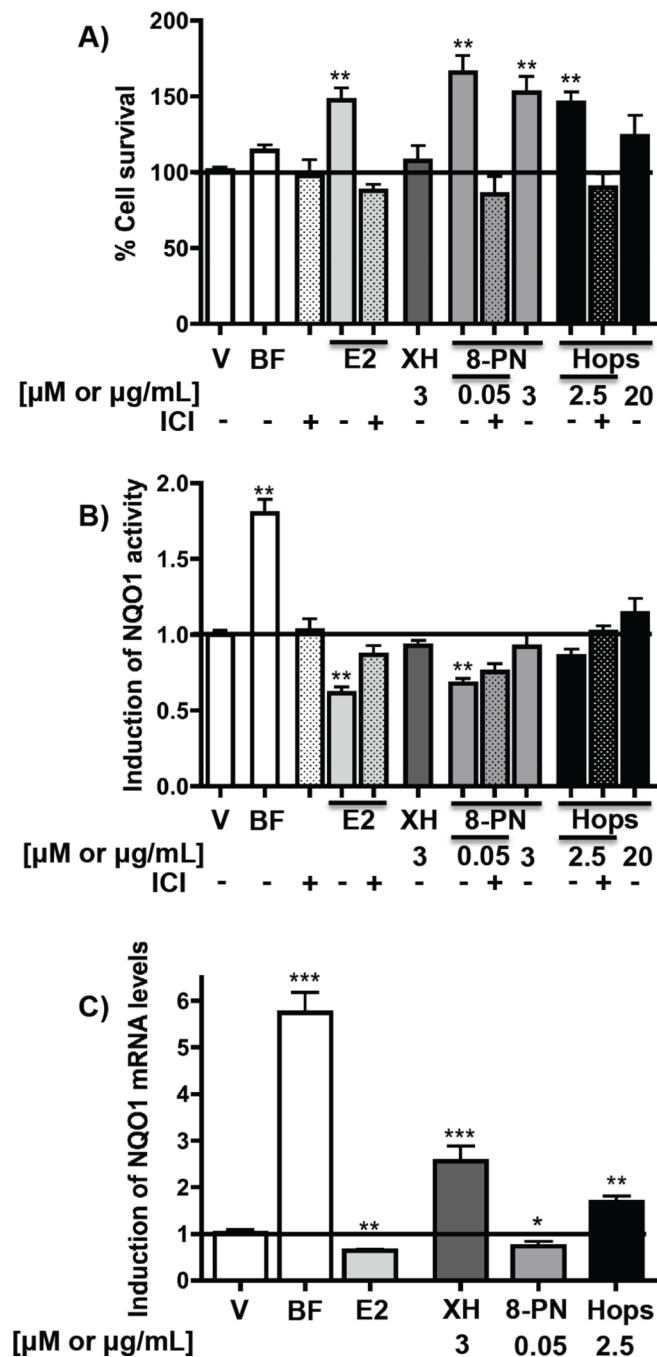 A)
% Cell survival
200
150
100
50
0
** ** ** **
V BF E2 XH 8-PN Hops
[µM or µg/mL] 3 0.05 3 2.5 20
ICI - - + - + - - + - - + -
B)
Induction of NQO1 activity
2.0
1.5
1.0
0.5
0.0
** ** **
V BF E2 XH 8-PN Hops
[µM or µg/mL] 3 0.05 3 2.5 20
ICI - - + - + - - + - - + -
C)
Induction of NQO1 mRNA levels
6
5
4
3
2
1
0
*** ** *** * **
V BF E2 XH 8-PN Hops
[µM or µg/mL] 3 0.05 2.5